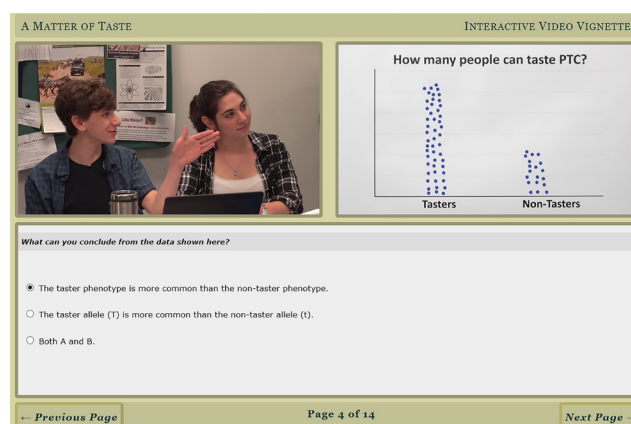 A Matter of Taste
Interactive Video Vignette
How many people can taste PTC?
Tasters
Non-Tasters
What can you conclude from the data shown here?
The taster phenotype is more common than the non-taster phenotype.
The taster allele (T) is more common than the non-taster allele (t).
Both A and B.
← Previous Page
Page 4 of 14
Next Page